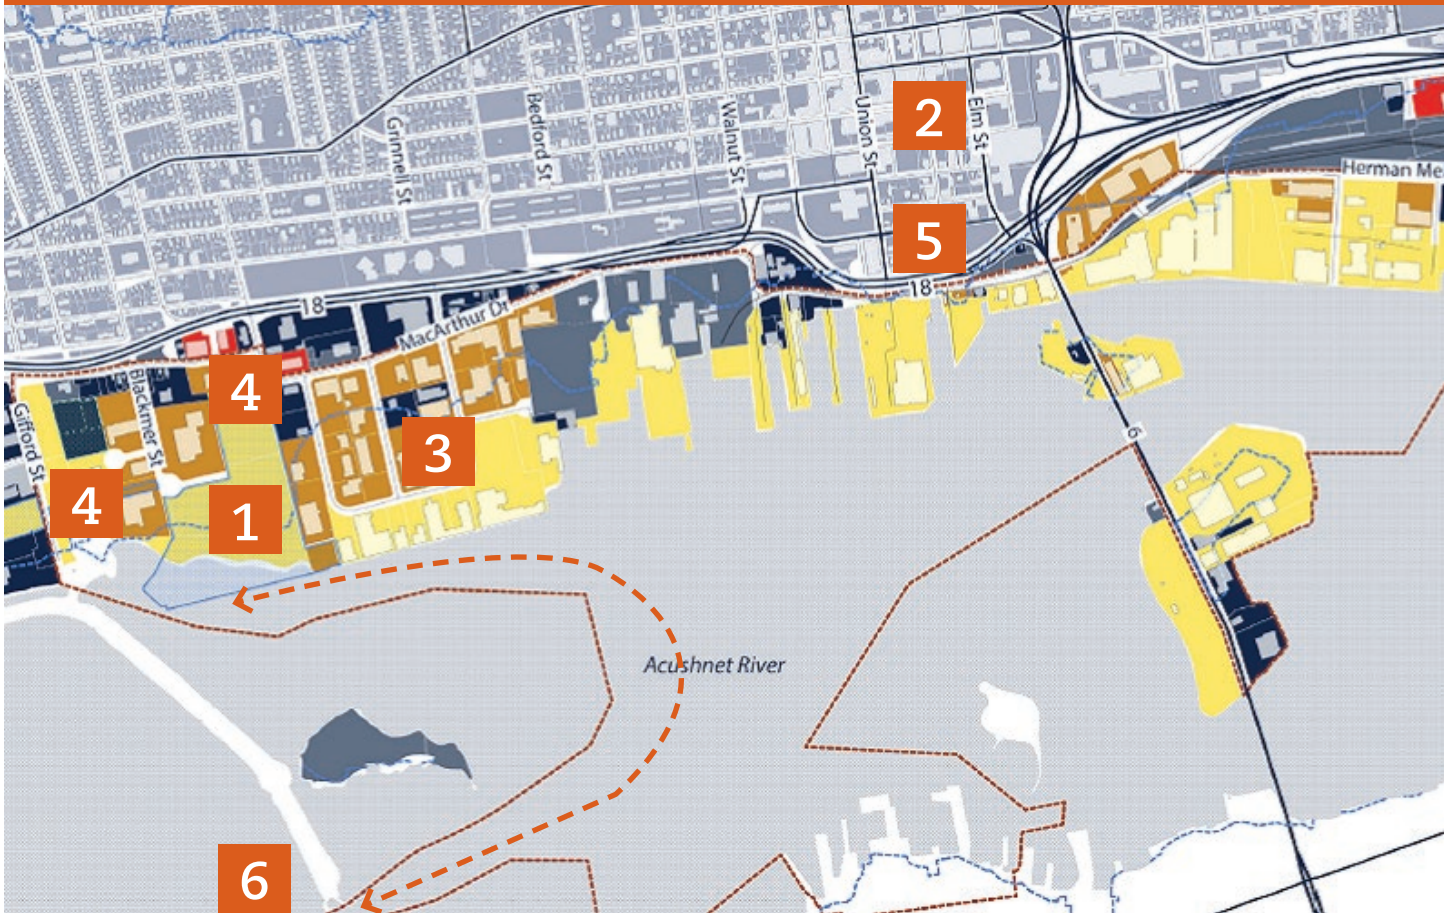 2
Grinnell St
Bedford St
Walnut St
Union St
Elm St
Herman Me
5
18
18
MacArthur Dr
4
Blackmer St
Gifford St
3
4
1
6
Acushnet River
6